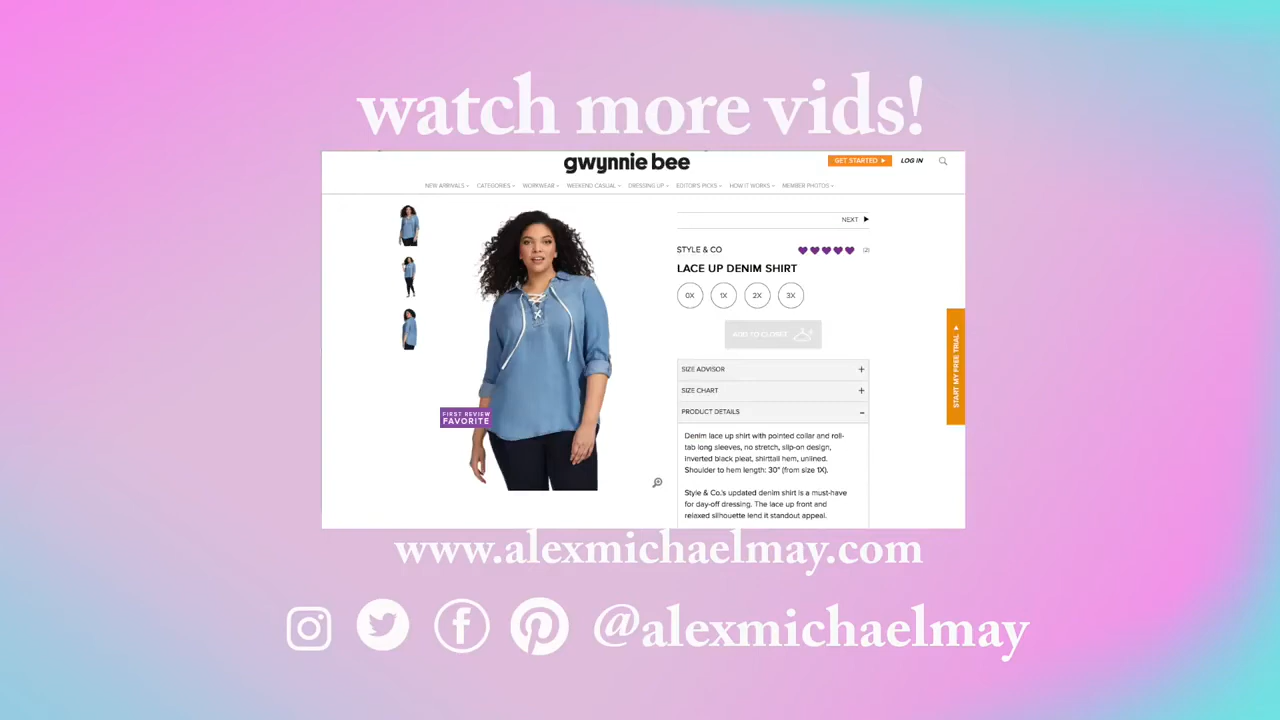 watch more vids!
gwynnie bee
GET STARTED
LOG IN
NEW ARRIVALS
CATEGORIES
WORKWEAR
WEEKEND CASUAL
DRESSING UP
EDITOR'S PICKS
HOW IT WORKS
MEMBER PHOTOS
NEXT
STYLE & CO
(2)
LACE UP DENIM SHIRT
0X
1X
2X
3X
ADD TO CLOSET
START MY FREE TRIAL
SIZE ADVISOR +
SIZE CHART +
PRODUCT DETAILS –
FIRST REVIEW
FAVORITE
Denim lace up shirt with pointed collar and roll-
tab long sleeves, no stretch, slip-on design,
inverted black pleat, shirttail hem, unlined.
Shoulder to hem length: 30" (from size 1X).
Style & Co.'s updated denim shirt is a must-have
for day-off dressing. The lace up front and
relaxed silhouette lend it standout appeal.
www.alexmichaelmay.com
@alexmichaelmay